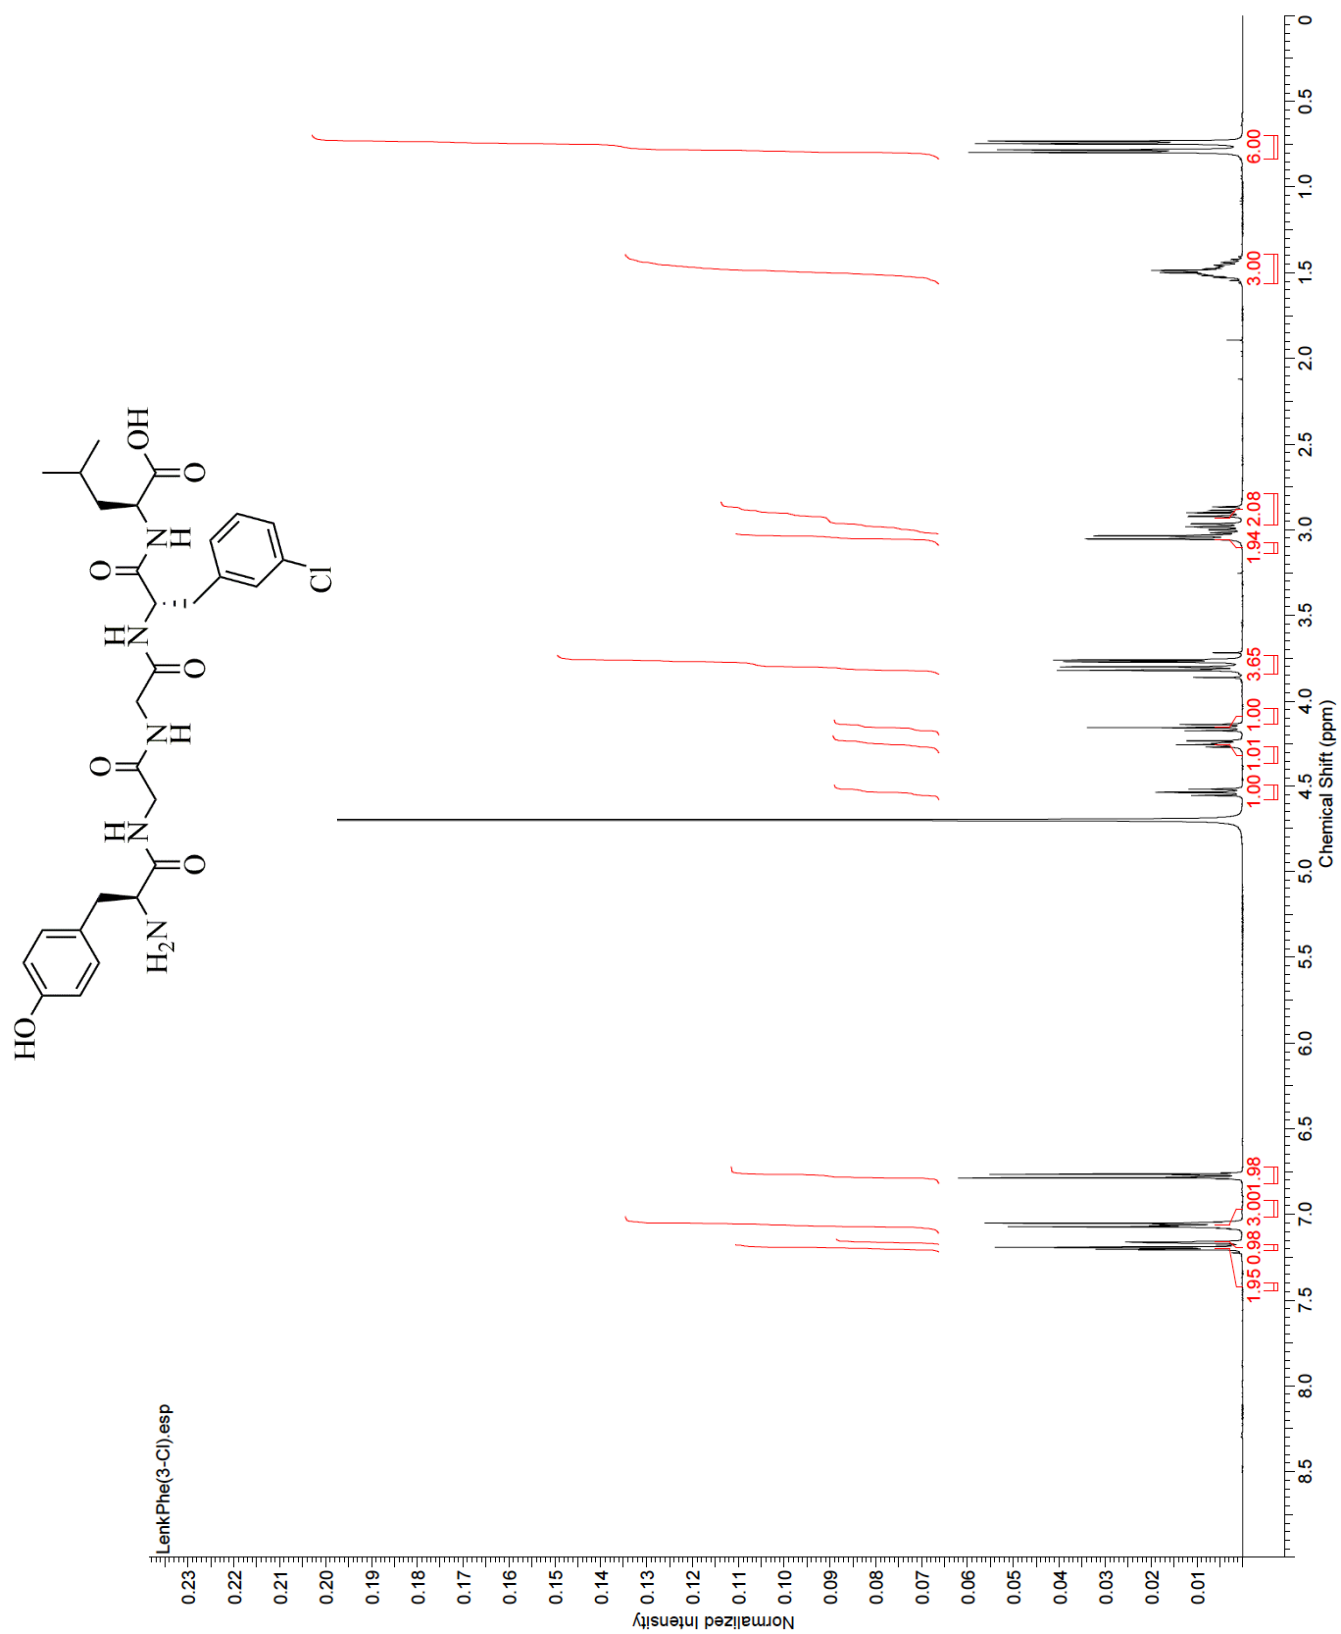 LenkPhe(3-Cl).esp
HO
H2N
O
H
N
O
N
H
O
H
N
O
N
H
O
OH
Cl
0.23
0.22
0.21
0.20
0.19
0.18
0.17
0.16
0.15
0.14
0.13
0.12
0.11
0.10
0.09
0.08
0.07
0.06
0.05
0.04
0.03
0.02
0.01
Normalized Intensity
1.95 0.98 3.00 1.98 1.00 1.01 1.00 3.65 1.94 2.08 3.00 6.00
8.5 8.0 7.5 7.0 6.5 6.0 5.5 5.0 4.5 4.0 3.5 3.0 2.5 2.0 1.5 1.0 0.5 0
Chemical Shift (ppm)